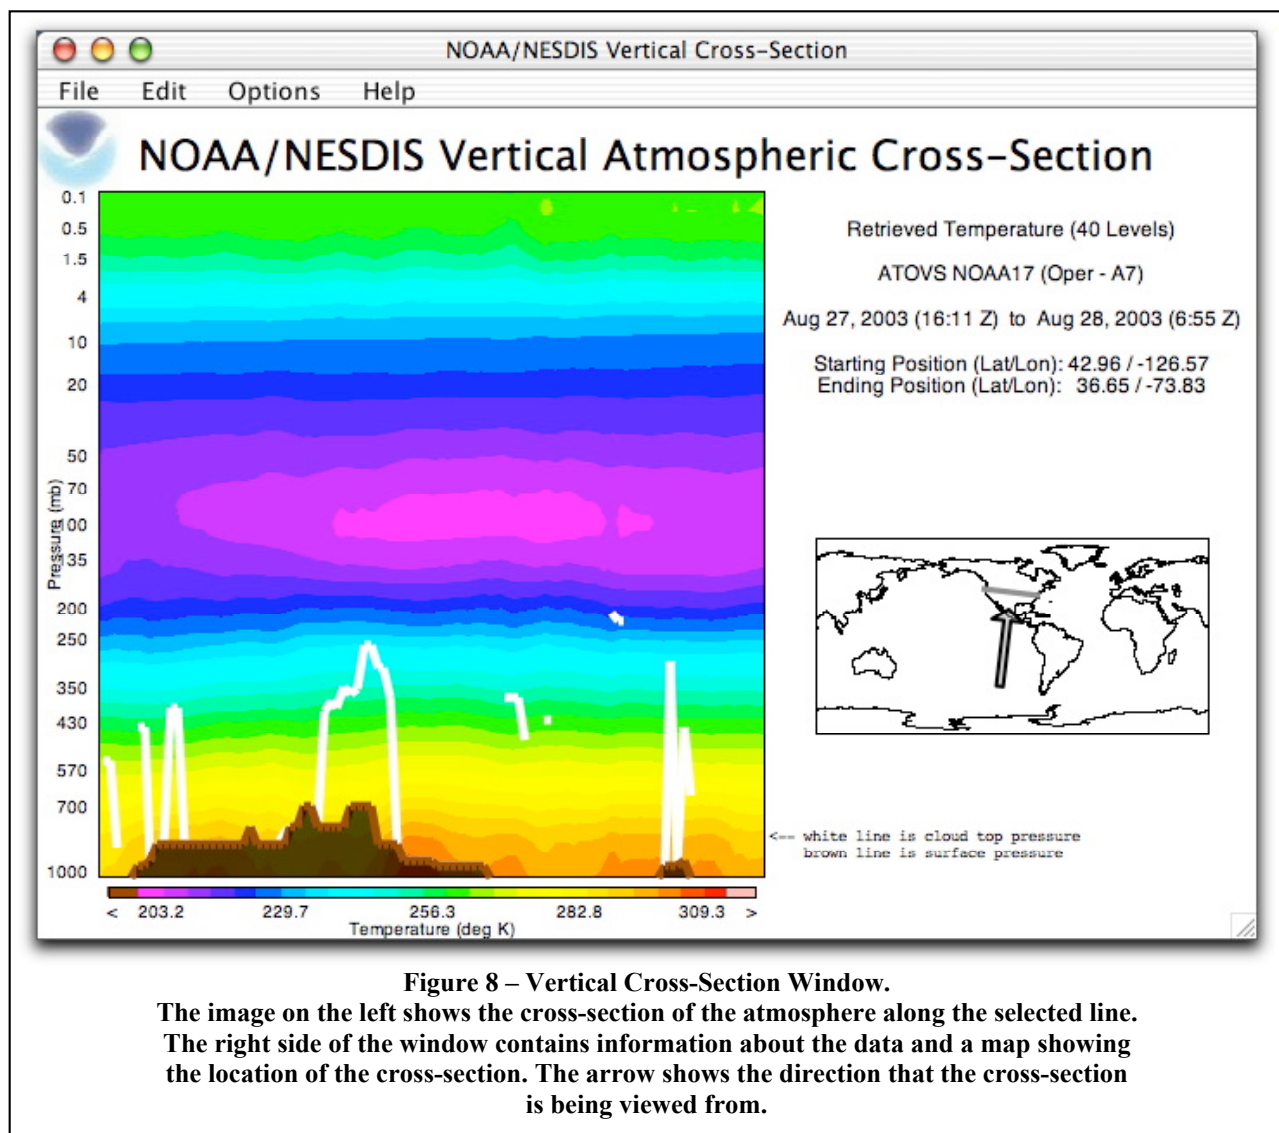 NOAA/NESDIS Vertical Cross-Section
File Edit Options Help
NOAA/NESDIS Vertical Atmospheric Cross-Section
0.1
0.5
1.5
4
10
20
50
70
100
135
200
250
350
430
570
700
1000
Pressure (mb)
< 203.2 229.7 256.3 282.8 309.3 >
Temperature (deg K)
Retrieved Temperature (40 Levels)
ATOVS NOAA17 (Oper - A7)
Aug 27, 2003 (16:11 Z) to Aug 28, 2003 (6:55 Z)
Starting Position (Lat/Lon): 42.96 / -126.57
Ending Position (Lat/Lon): 36.65 / -73.83
<-- white line is cloud top pressure
brown line is surface pressure
Figure 8 – Vertical Cross-Section Window.
The image on the left shows the cross-section of the atmosphere along the selected line.
The right side of the window contains information about the data and a map showing
the location of the cross-section. The arrow shows the direction that the cross-section
is being viewed from.